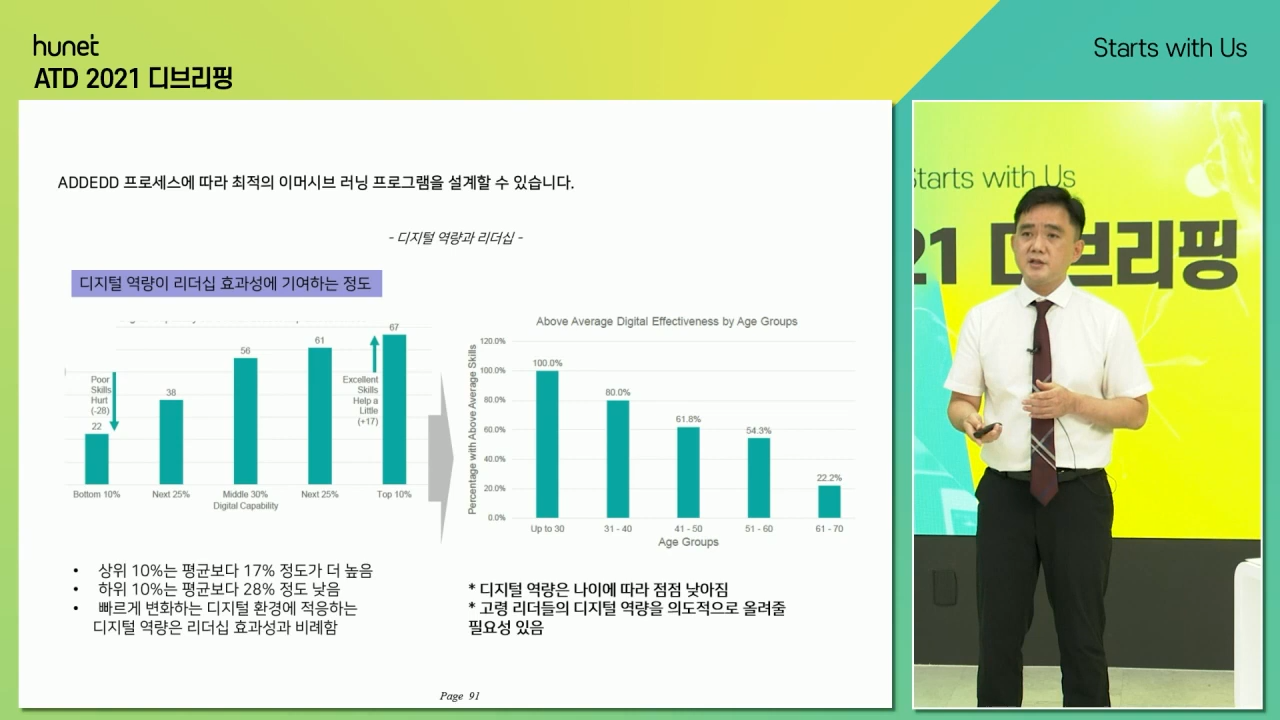 hunet
ATD 2021 디브리핑
Starts with Us
ADDEDD 프로세스에 따라 최적의 이머시브 러닝 프로그램을 설계할 수 있습니다.
- 디지털 역량과 리더십 -
디지털 역량이 리더십 효과성에 기여하는 정도
67
61
56
38
22
Poor
Skills
Hurt
(-28)
Excellent
Skills
Help a
Little
(+17)
Bottom 10%
Next 25%
Middle 30%
Next 25%
Top 10%
Digital Capability
Above Average Digital Effectiveness by Age Groups
Percentage with Above Average Skills
120.0%
100.0%
80.0%
60.0%
40.0%
20.0%
0.0%
100.0%
80.0%
61.8%
54.3%
22.2%
Up to 30
31 - 40
41 - 50
51 - 60
61 - 70
Age Groups
• 상위 10%는 평균보다 17% 정도가 더 높음
• 하위 10%는 평균보다 28% 정도 낮음
• 빠르게 변화하는 디지털 환경에 적응하는
디지털 역량은 리더십 효과성과 비례함
* 디지털 역량은 나이에 따라 점점 낮아짐
* 고령 리더들의 디지털 역량을 의도적으로 올려줄
필요성 있음
Page 91
Starts with Us
21 디브리핑